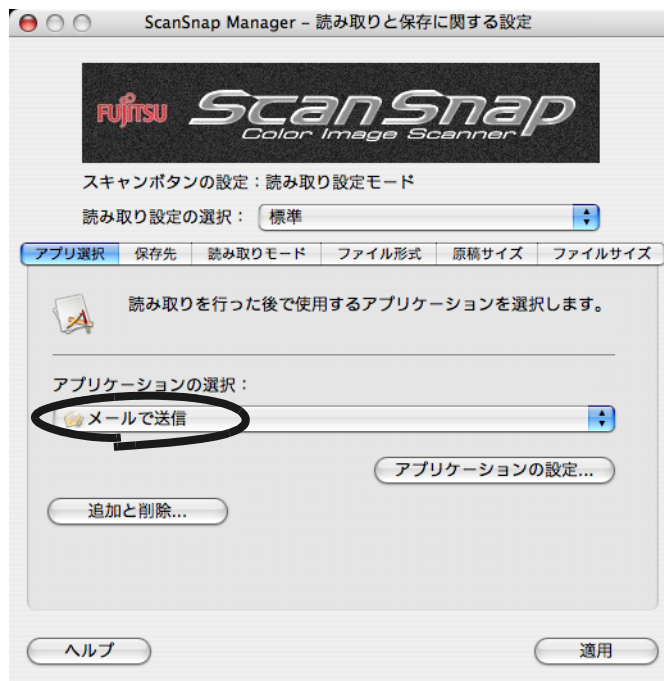 ScanSnap Manager – 読み取りと保存に関する設定
FUJITSU ScanSnap
Color Image Scanner
スキャンボタンの設定：読み取り設定モード
読み取り設定の選択： 標準
アプリ選択 保存先 読み取りモード ファイル形式 原稿サイズ ファイルサイズ
読み取りを行った後で使用するアプリケーションを選択します。
アプリケーションの選択：
メールで送信
アプリケーションの設定...
追加と削除...
ヘルプ 適用